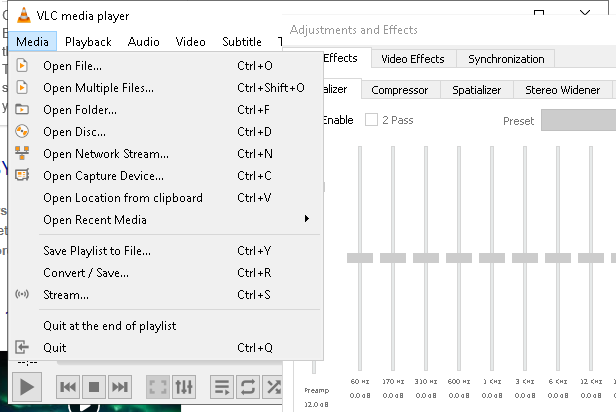 VLC media player
Adjustments and Effects
Media Playback Audio Video Subtitle T
Effects Video Effects Synchronization
alizer Compressor Spatializer Stereo Widener
Enable 2 Pass Preset
Open File... Ctrl+O
Open Multiple Files... Ctrl+Shift+O
Open Folder... Ctrl+F
Open Disc... Ctrl+D
Open Network Stream... Ctrl+N
Open Capture Device... Ctrl+C
Open Location from clipboard Ctrl+V
Open Recent Media
Save Playlist to File... Ctrl+Y
Convert / Save... Ctrl+R
Stream... Ctrl+S
Quit at the end of playlist
Quit Ctrl+Q
60 Hz 170 Hz 310 Hz 600 Hz 1 KHz 3 KHz 6 KHz 12 KHz
Preamp 0.0 dB 0.0 dB 0.0 dB 0.0 dB 0.0 dB 0.0 dB 0.0 dB 0.0 dB
12.0 dB